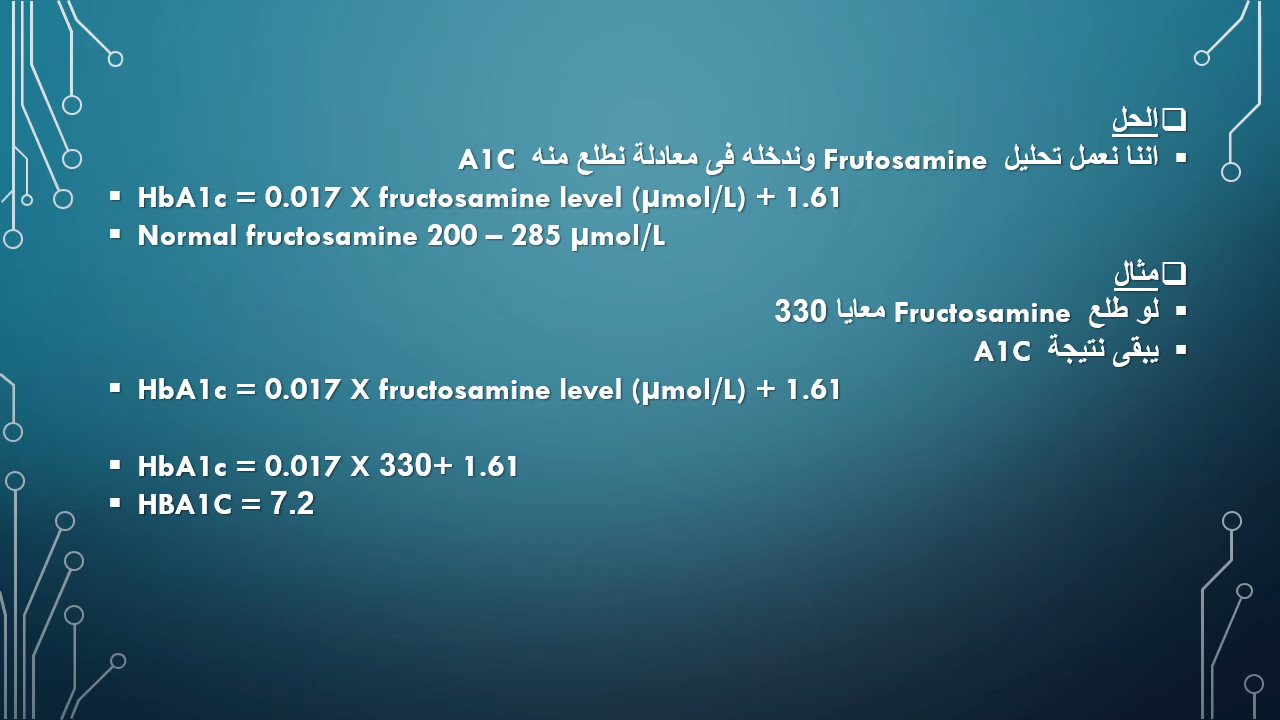 الحل
اننا نعمل تحليل Frutosamine وندخله فى معادلة نطلع منه A1C
HbA1c = 0.017 X fructosamine level (µmol/L) + 1.61
Normal fructosamine 200 – 285 µmol/L
مثال
لو طلع Fructosamine معايا 330
يبقى نتيجة A1C
HbA1c = 0.017 X fructosamine level (µmol/L) + 1.61
HbA1c = 0.017 X 330+ 1.61
HBA1C = 7.2